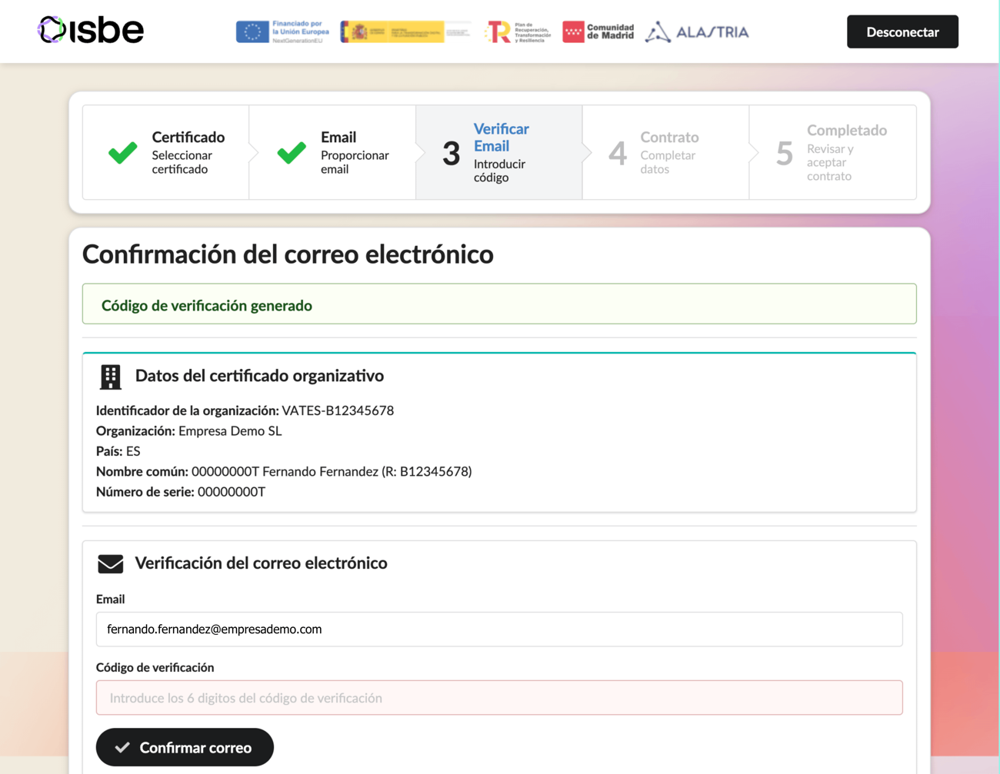 isbe
Financiado por
la Unión Europea
NextGenerationEU
Plan de
Recuperación,
Transformación
y Resiliencia
Comunidad
de Madrid
ALASTRIA
Desconectar
Certificado
Seleccionar
certificado
Email
Proporcionar
email
3
Verificar
Email
Introducir
código
4
Contrato
Completar
datos
5
Completado
Revisar y
aceptar
contrato
Confirmación del correo electrónico
Código de verificación generado
Datos del certificado organizativo
Identificador de la organización: VATES-B12345678
Organización: Empresa Demo SL
País: ES
Nombre común: 00000000T Fernando Fernandez (R: B12345678)
Número de serie: 00000000T
Verificación del correo electrónico
Email
fernando.fernandez@empresademo.com
Código de verificación
Introduce los 6 digitos del código de verificación
Confirmar correo